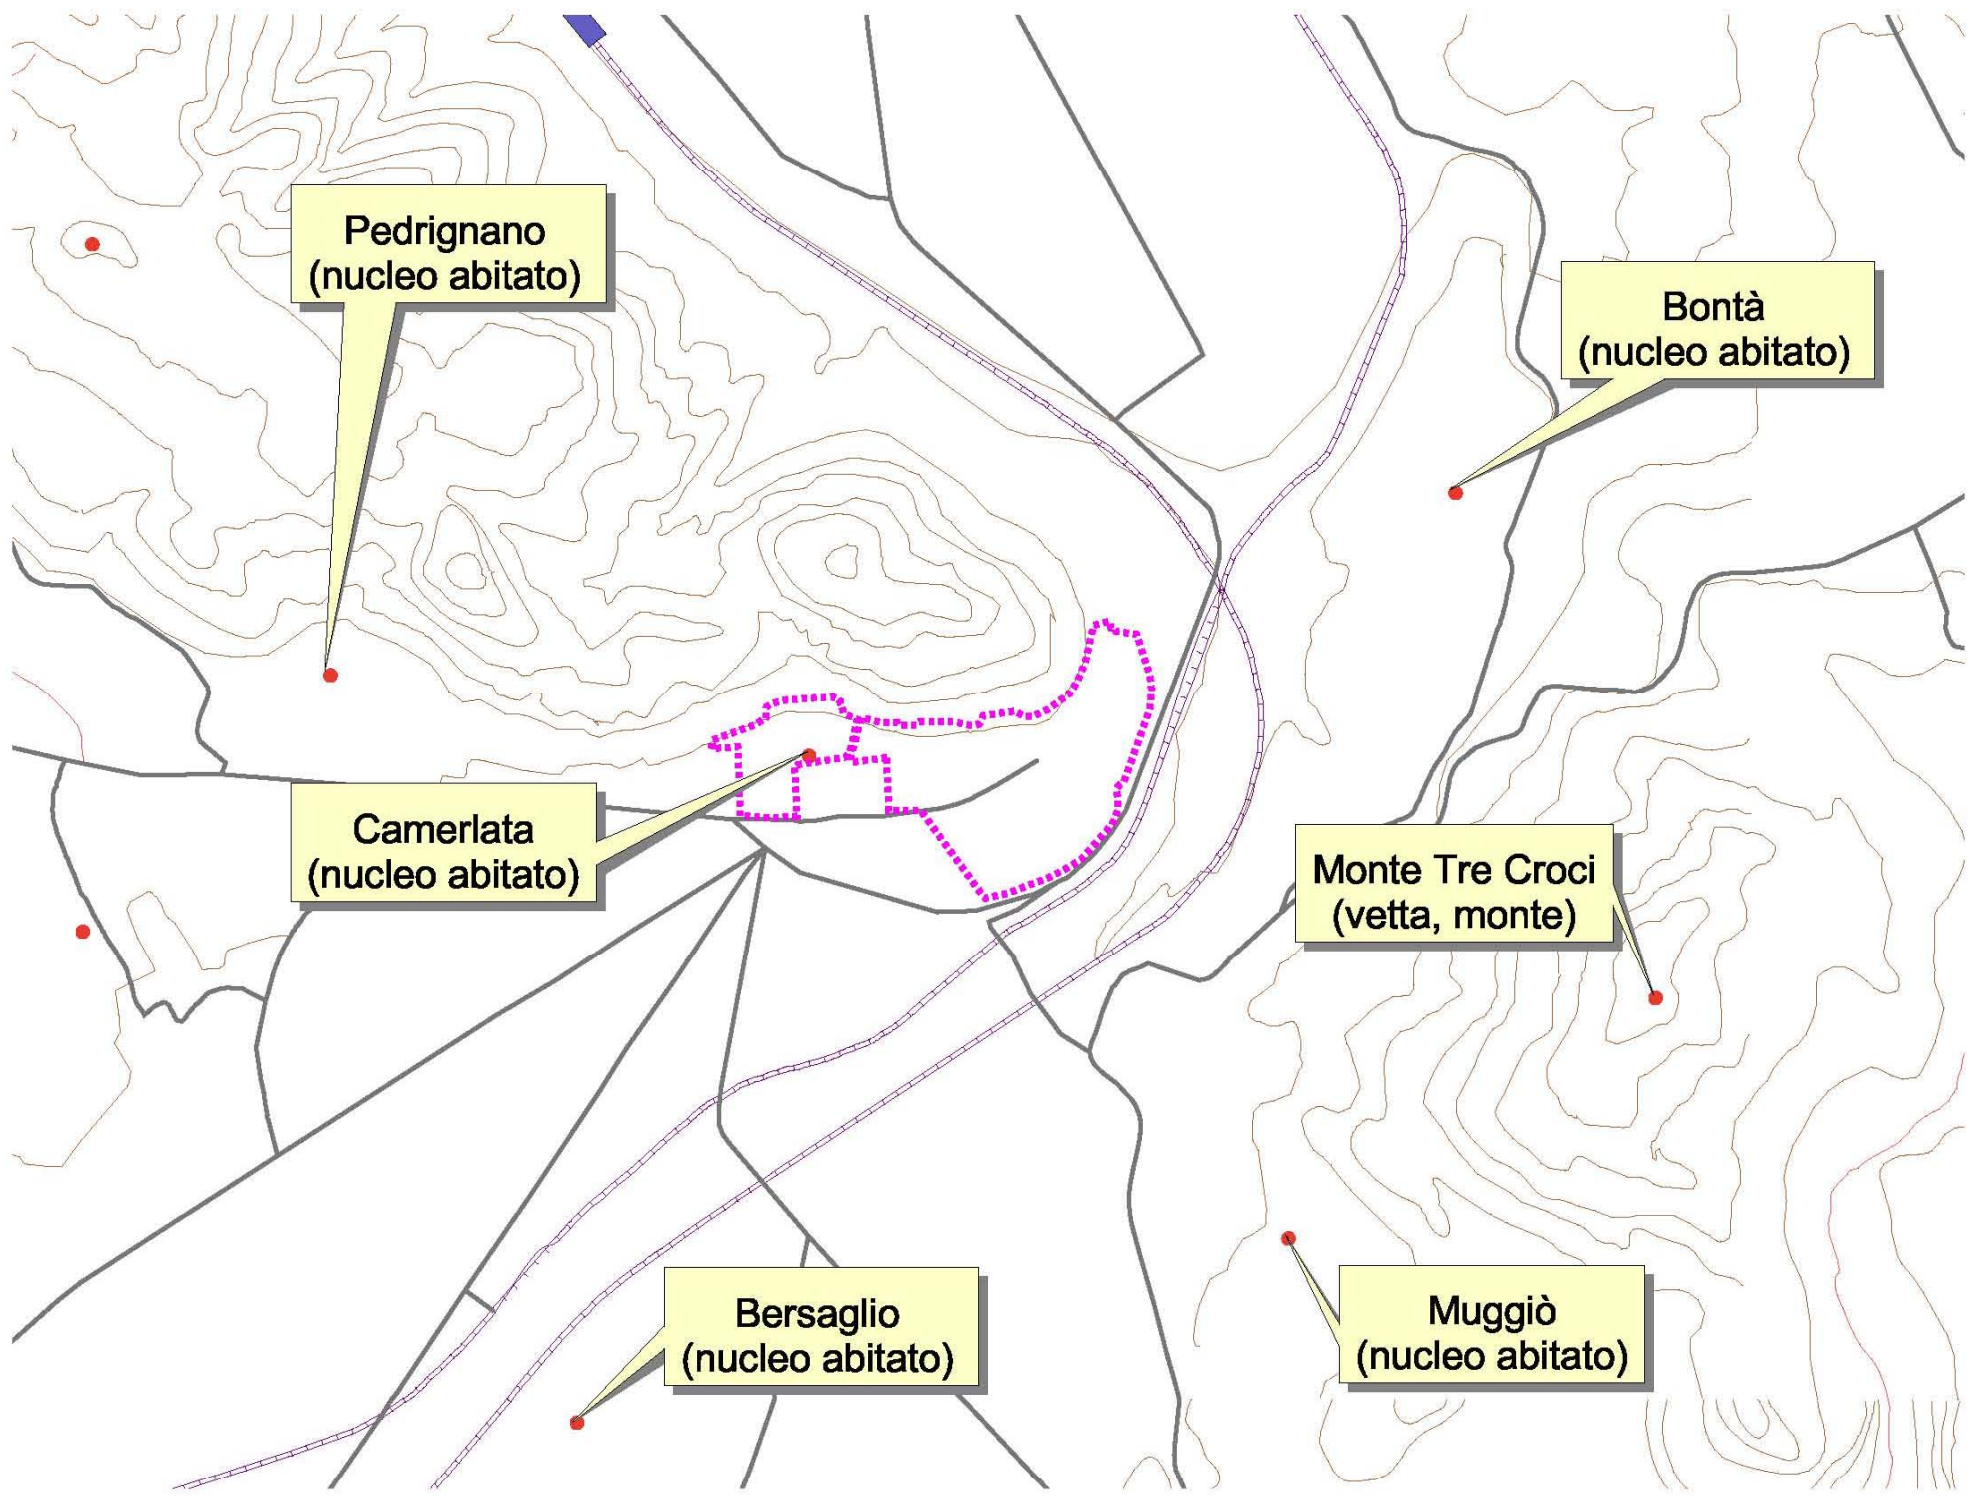 Pedrignano
(nucleo abitato)
Bontà
(nucleo abitato)
Camerlata
(nucleo abitato)
Monte Tre Croci
(vetta, monte)
Bersaglio
(nucleo abitato)
Muggiò
(nucleo abitato)